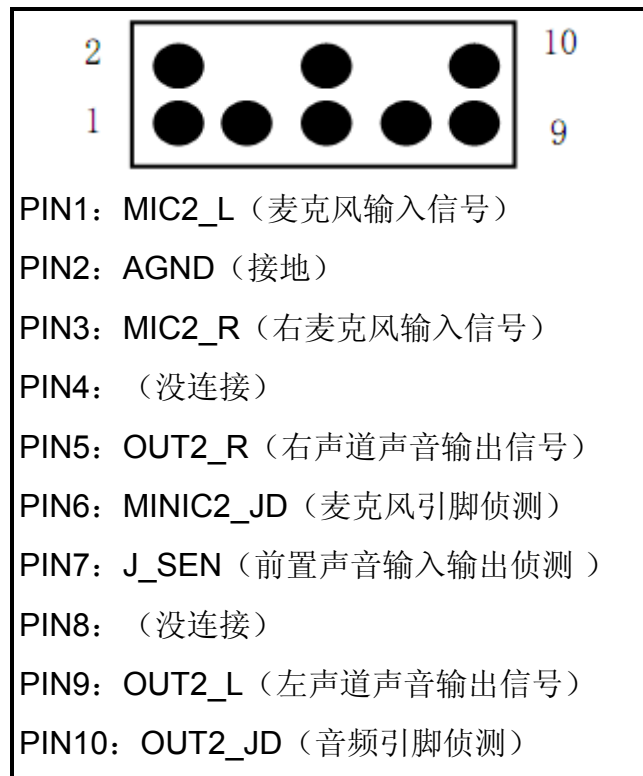 2 10
1 9
PIN1：MIC2_L（麦克风输入信号）
PIN2：AGND（接地）
PIN3：MIC2_R（右麦克风输入信号）
PIN4：（没连接）
PIN5：OUT2_R（右声道声音输出信号）
PIN6：MINIC2_JD（麦克风引脚侦测）
PIN7：J_SEN（前置声音输入输出侦测 ）
PIN8：（没连接）
PIN9：OUT2_L（左声道声音输出信号）
PIN10：OUT2_JD（音频引脚侦测）